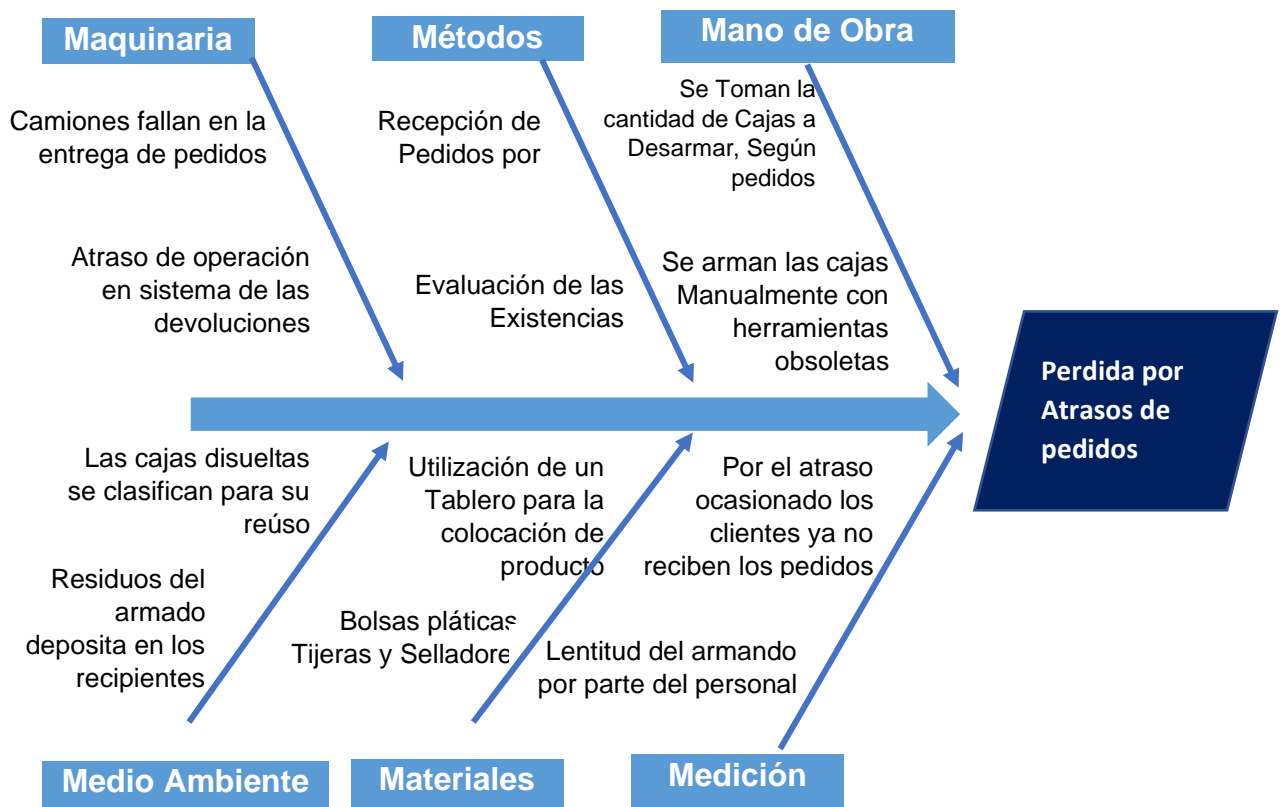 Maquinaria
Métodos
Mano de Obra
Camiones fallan en la
entrega de pedidos
Recepción de
Pedidos por
Se Toman la
cantidad de Cajas a
Desarmar, Según
pedidos
Atraso de operación
en sistema de las
devoluciones
Evaluación de las
Existencias
Se arman las cajas
Manualmente con
herramientas
obsoletas
Perdida por
Atrasos de
pedidos
Las cajas disueltas
se clasifican para su
reúso
Utilización de un
Tablero para la
colocación de
producto
Por el atraso
ocasionado los
clientes ya no
reciben los pedidos
Residuos del
armado
deposita en los
recipientes
Bolsas pláticas
Tijeras y Selladore
Lentitud del armando
por parte del personal
Medio Ambiente
Materiales
Medición